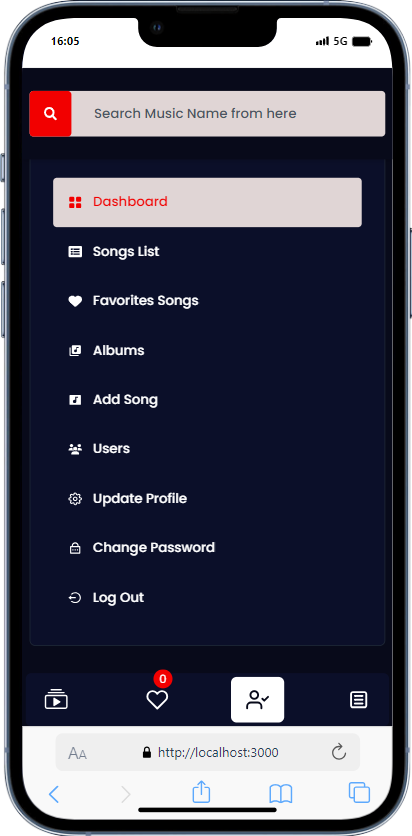 16:05
5G
Search Music Name from here
Dashboard
Songs List
Favorites Songs
Albums
Add Song
Users
Update Profile
Change Password
Log Out
0
AA
http://localhost:3000